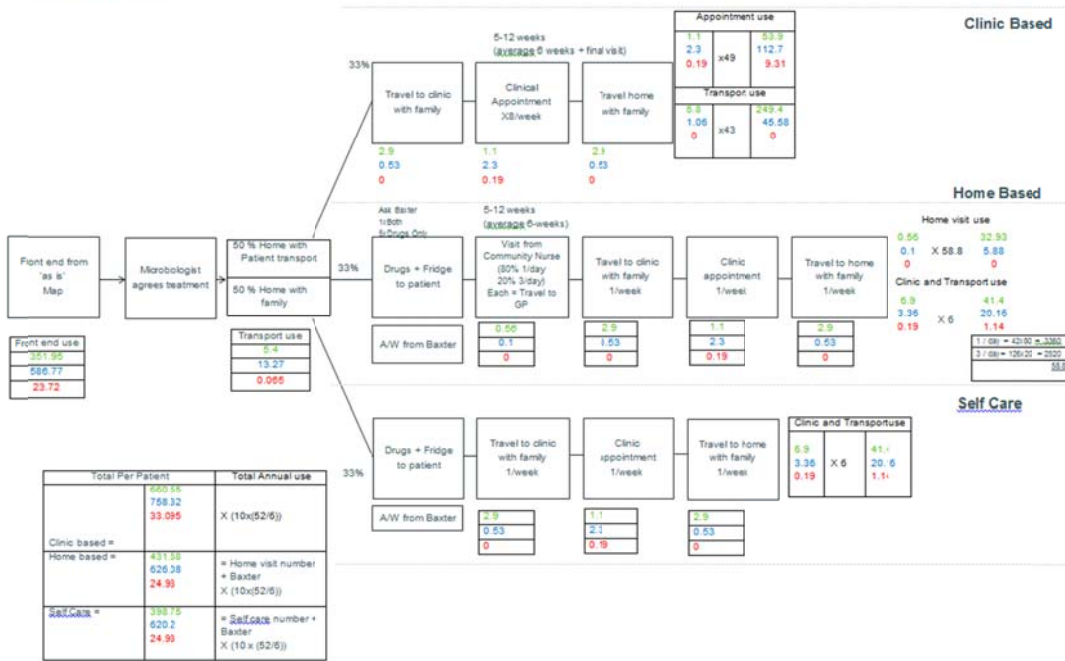 Clinic Based
5-12 weeks
(average 6 weeks + final visit)
33%
Travel to clinic
with family
Clinical
Appointment
X8/week
Travel home
with family
2.9
0.53
0
1.1
2.3
0.19
0.53
0
Appointment use
1.1
2.3
0.19
x49
53.9
112.7
9.31
Transport use
5.8
1.06
0
x43
249.4
45.58
0
Home Based
Ask Baxter
1xBoth
5xDrugs Only
5-12 weeks
(average 6-weeks)
Front end from
'as is'
Map
Microbologist
agrees treatment
50 % Home with
Patient transpot
50 % Home with
family
33%
Drugs + Fridge
to patient
Visit from
Community Nurse
(80% 1/day
20% 3/day)
Each = Travel to
GP
Travel to clinic
with family
1/week
Clinic
appointment
1/week
Travel to home
with family
1/week
Home visit use
0.56
0.1
0
X 58.8
32.93
5.88
0
Clinic and Transport use
6.9
3.36
0.19
X 6
41.4
20.16
1.14
Front end use
351.95
586.77
23.72
Transport use
5.4
13.27
0.065
A/W from Baxter
0.56
0.1
0
2.9
0.53
0
1.1
2.3
0.19
2.9
0.53
0
1 / day = 42x80 = 3360
3 / day = 126x20 = 2520
Self Care
33%
Drugs + Fridge
to patient
Travel to clinic
with family
1/week
Clinic
appointment
1/week
Travel to home
with family
1/week
Clinic and Transportuse
6.9
3.36
0.19
X 6
A/W from Baxter
2.9
0.53
0
0.19
2.9
0.53
0
Total Per Patient
Total Annual use
Clinic based =
33.095
X (10x(52/6))
Home based =
24.93
= Home visit number
+ Baxter
X (10x(52/6))
Self Care =
398.75
620.2
24.93
= Self care number +
Baxter
X (10 x (52/6))